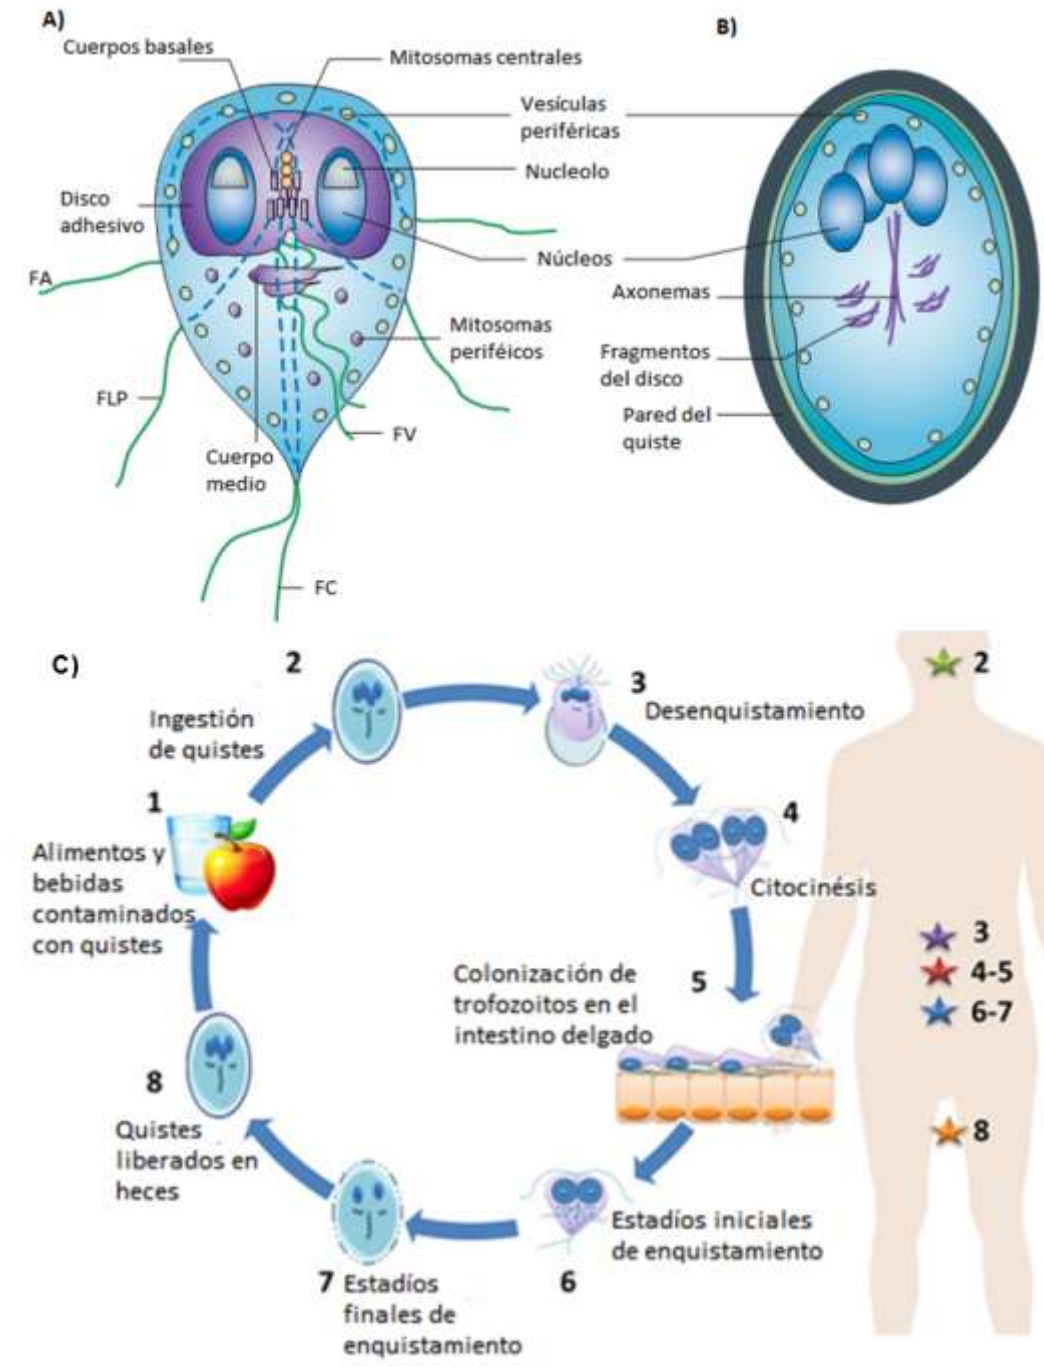 A)
Cuerpos basales
Mitosomas centrales
Vesículas
periféricas
Nucleolo
Disco
adhesivo
Núcleos
FA
Mitosomas
periféicos
FLP
FV
Cuerpo
medio
FC
B)
Axonemas
Fragmentos
del disco
Pared del
quiste
C)
1
Alimentos y
bebidas
contaminados
con quistes
2
Ingestión
de quistes
3
Desenquistamiento
4
Citocinésis
5
Colonización de
trofozoitos en el
intestino delgado
6
Estadíos iniciales
de enquistamiento
7
Estadíos
finales de
enquistamiento
8
Quistes
liberados en
heces
2
3
4-5
6-7
8